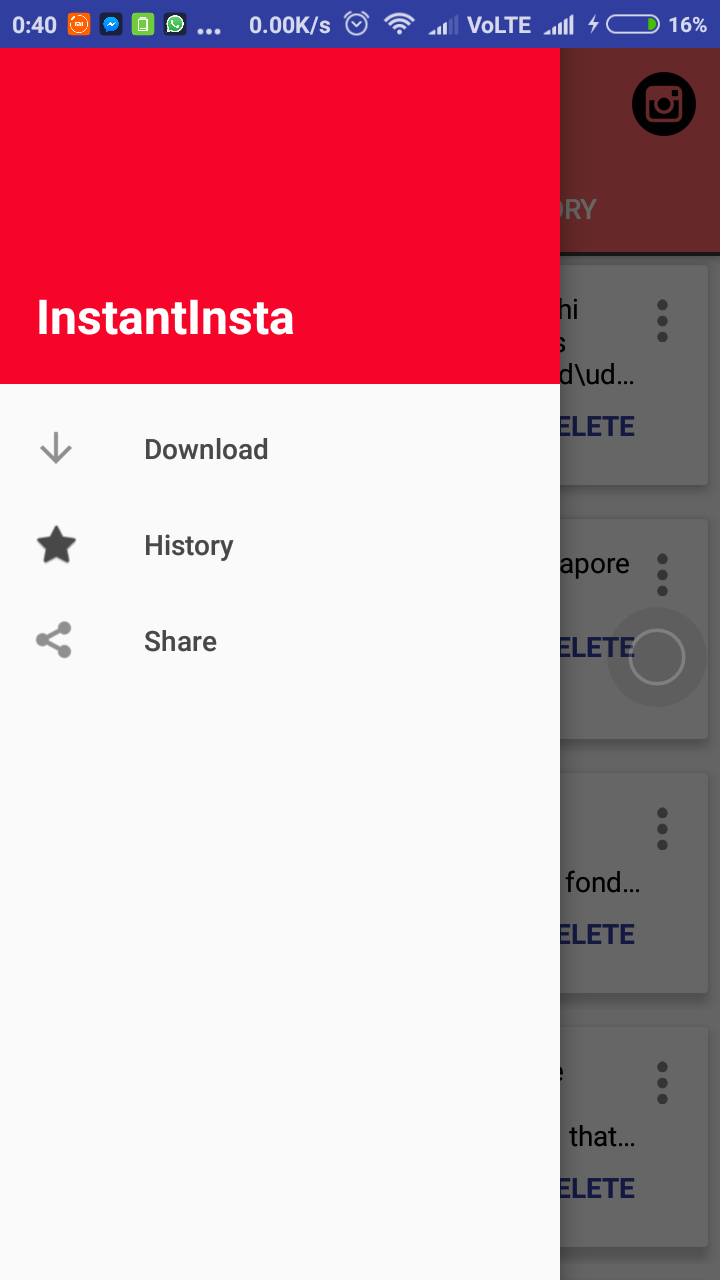 0:40 ... 0.00K/s VoLTE 16%
InstantInsta
Download
History
Share
ORY
hi
s
d\ud...
ELETE
apore
ELETE
fond...
ELETE
e
that...
ELETE